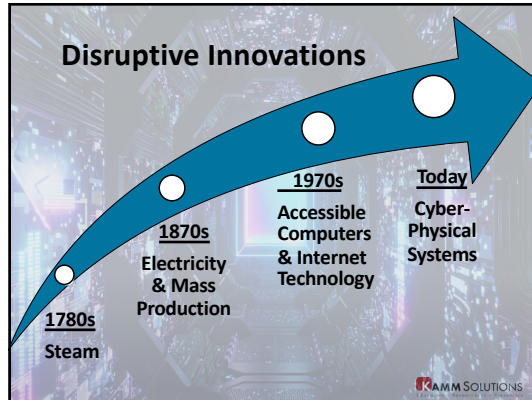 Disruptive Innovations
1780s
Steam
1870s
Electricity
& Mass
Production
1970s
Accessible
Computers
& Internet
Technology
Today
Cyber-
Physical
Systems
KAMM SOLUTIONS